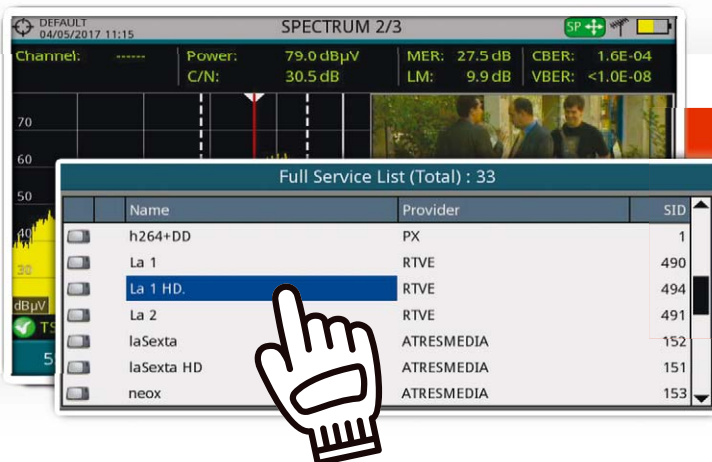 DEFAULT
04/05/2017 11:15
SPECTRUM 2/3
SP
Channel: ------ Power: 79.0 dBµV MER: 27.5 dB CBER: 1.6E-04
C/N: 30.5 dB LM: 9.9 dB VBER: <1.0E-08
70
60
50
40
30
dBµV
TS
5
Full Service List (Total) : 33
Name Provider SID
h264+DD PX 1
La 1 RTVE 490
La 1 HD. RTVE 494
La 2 RTVE 491
laSexta ATRESMEDIA 152
laSexta HD ATRESMEDIA 151
neox ATRESMEDIA 153